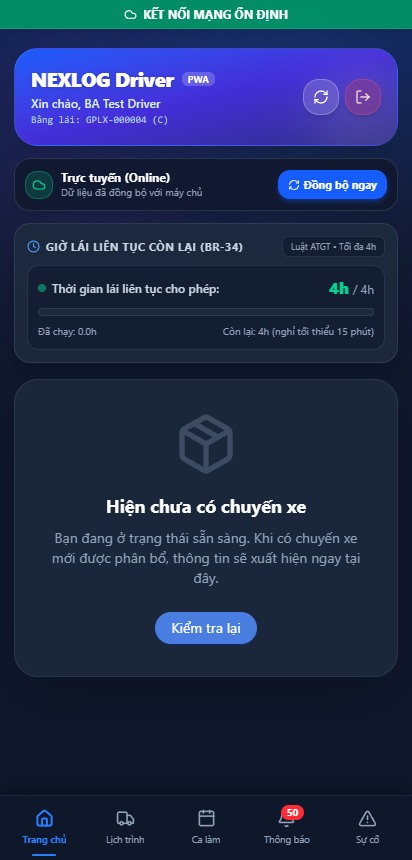 KẾT NỐI MẠNG ỔN ĐỊNH
NEXLOG Driver PWA
Xin chào, BA Test Driver
Bằng lái: GPLX-000004 (C)
Trực tuyến (Online)
Dữ liệu đã đồng bộ với máy chủ
Đồng bộ ngay
GIỜ LÁI LIÊN TỤC CÒN LẠI (BR-34)
Luật ATGT • Tối đa 4h
Thời gian lái liên tục cho phép:
4h / 4h
Đã chạy: 0.0h
Còn lại: 4h (nghỉ tối thiểu 15 phút)
Hiện chưa có chuyến xe
Bạn đang ở trạng thái sẵn sàng. Khi có chuyến xe
mới được phân bổ, thông tin sẽ xuất hiện ngay tại
đây.
Kiểm tra lại
50
Trang chủ
Lịch trình
Ca làm
Thông báo
Sự cố